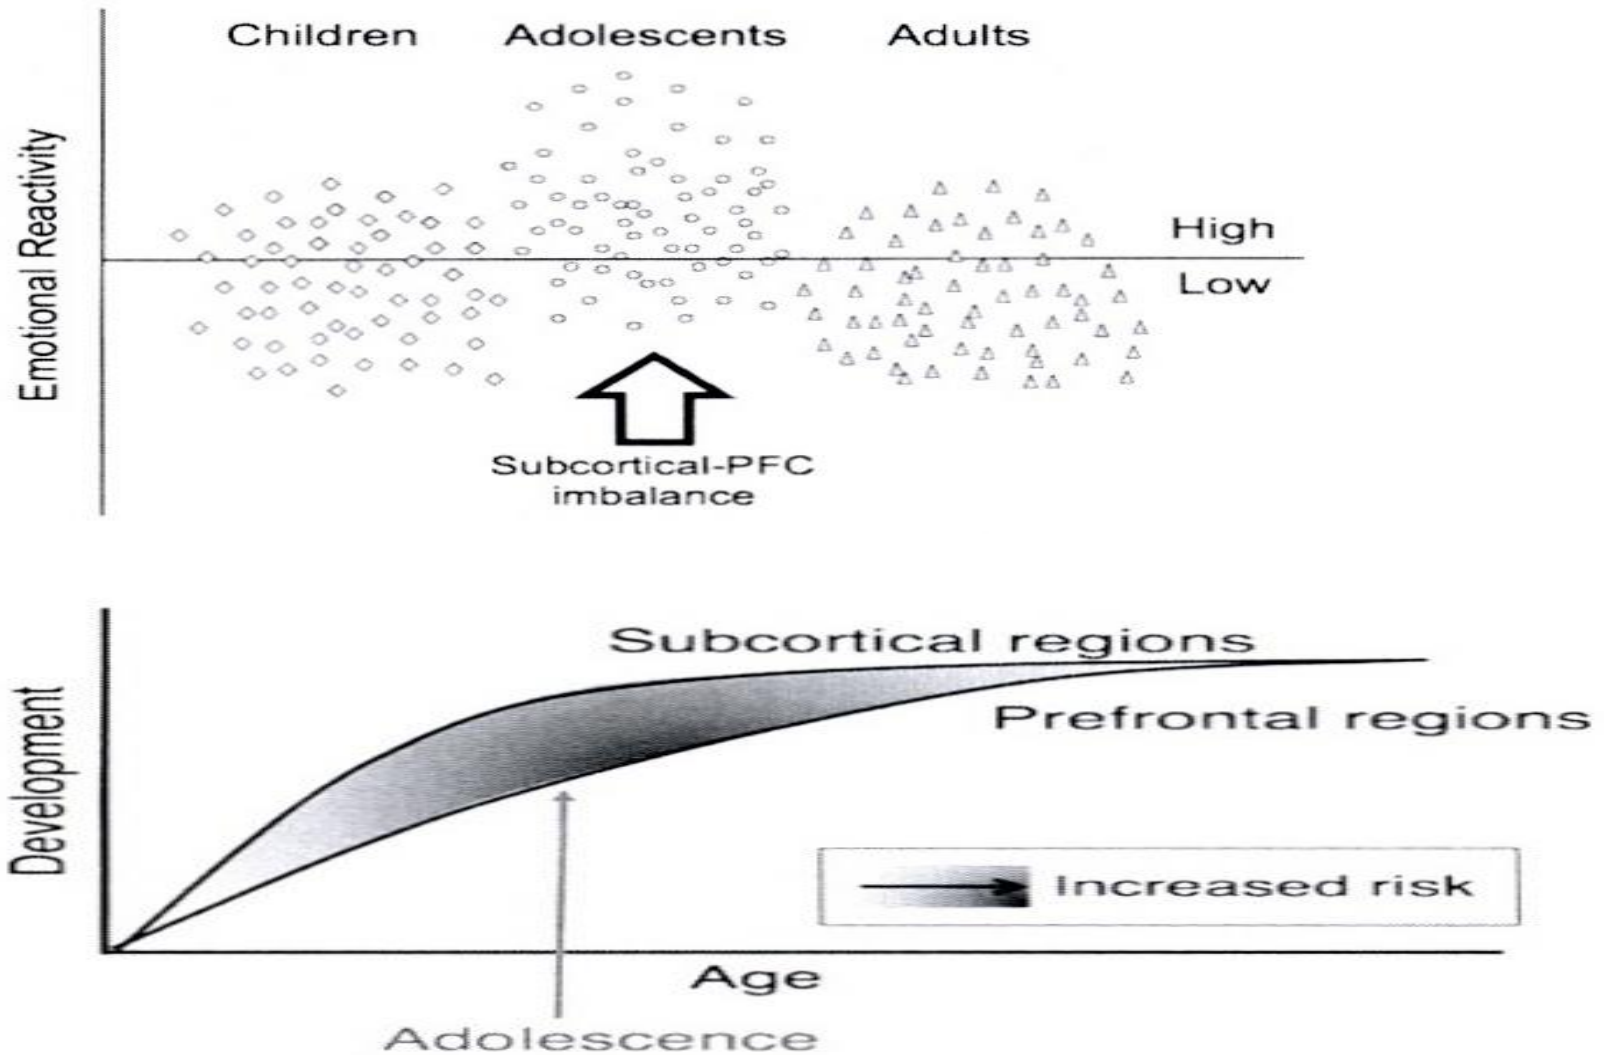 Children Adolescents Adults
Emotional Reactivity
High
Low
Subcortical-PFC
imbalance
Subcortical regions
Prefrontal regions
Development
Increased risk
Age
Adolescence